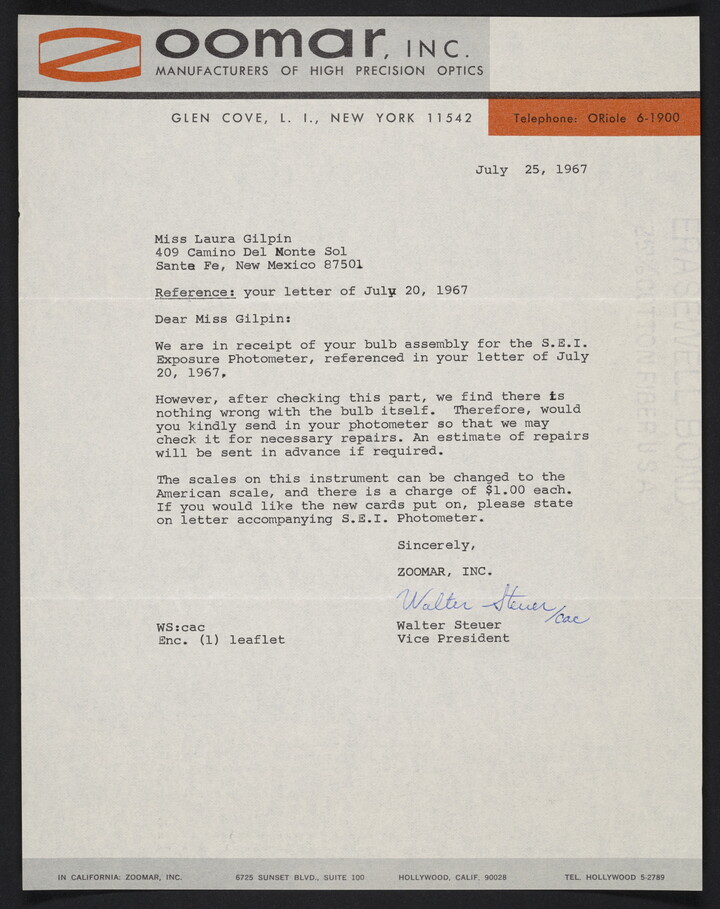 Zoomar, INC.
MANUFACTURERS OF HIGH PRECISION OPTICS
GLEN COVE, L. I., NEW YORK 11542
Telephone: ORiole 6-1900
July 25, 1967
Miss Laura Gilpin
409 Camino Del Monte Sol
Santa Fe, New Mexico 87501
Reference: your letter of July 20, 1967
Dear Miss Gilpin:
We are in receipt of your bulb assembly for the S.E.I.
Exposure Photometer, referenced in your letter of July
20, 1967.
However, after checking this part, we find there is
nothing wrong with the bulb itself. Therefore, would
you kindly send in your photometer so that we may
check it for necessary repairs. An estimate of repairs
will be sent in advance if required.
The scales on this instrument can be changed to the
American scale, and there is a charge of $1.00 each.
If you would like the new cards put on, please state
on letter accompanying S.E.I. Photometer.
Sincerely,
ZOOMAR, INC.
Walter Steuer/cac
Walter Steuer
Vice President
WS:cac
Enc. (1) leaflet
ERASEWELL BOND
25% COTTON FIBER USA
IN CALIFORNIA: ZOOMAR, INC. 6725 SUNSET BLVD., SUITE 100 HOLLYWOOD, CALIF. 90028 TEL. HOLLYWOOD 5-2789